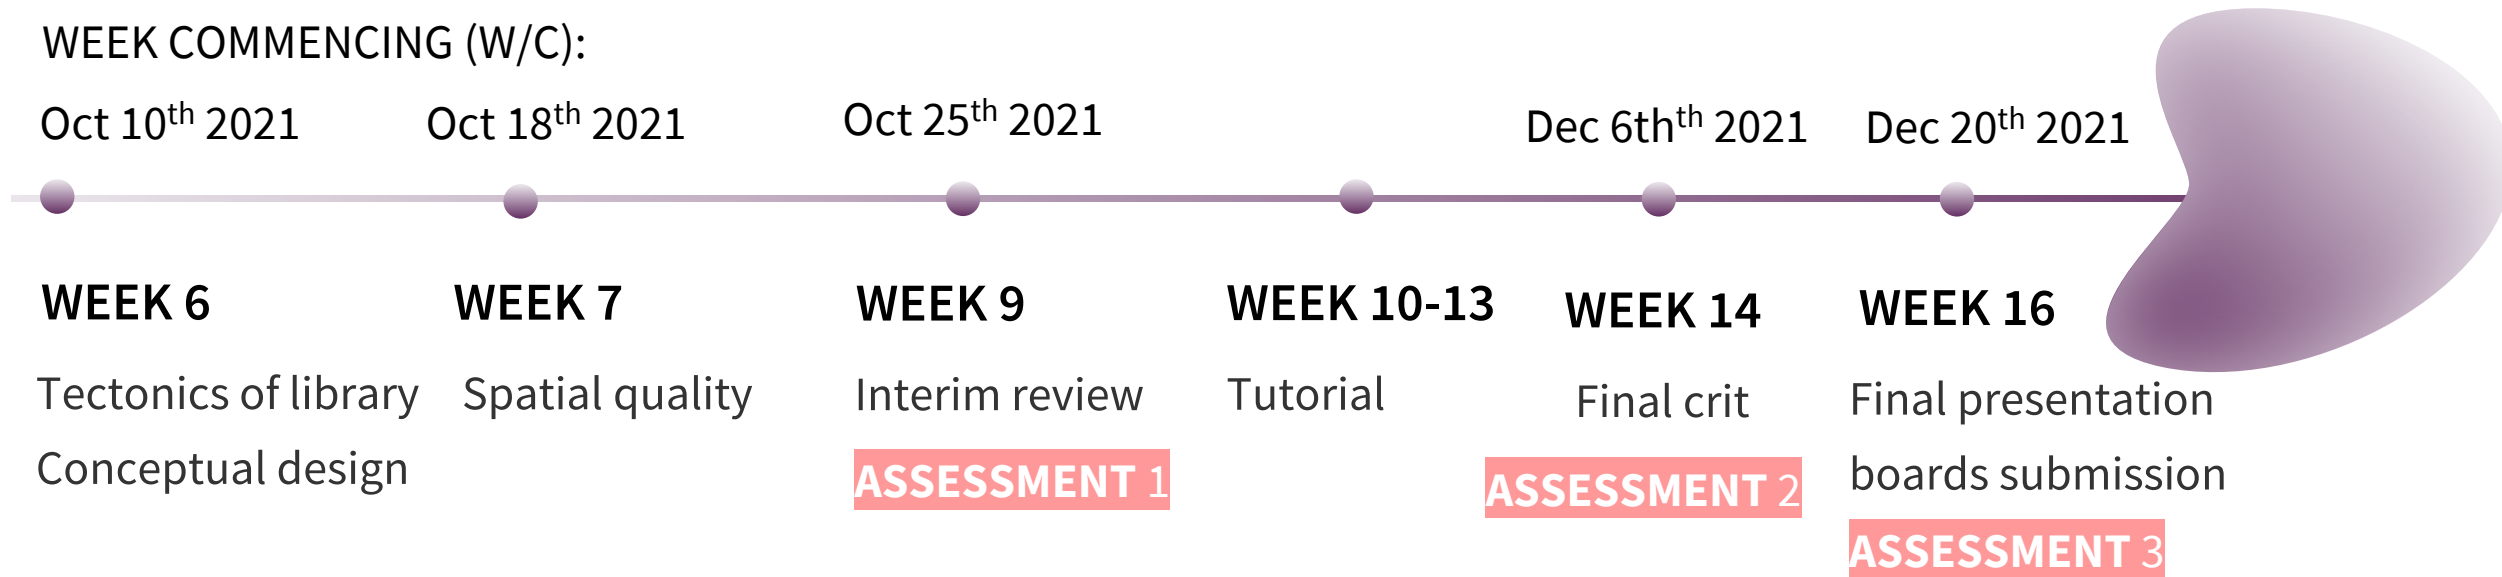 WEEK COMMENCING (W/C):
Oct 10th 2021
Oct 18th 2021
Oct 25th 2021
Dec 6thth 2021
Dec 20th 2021
WEEK 6
WEEK 7
WEEK 9
WEEK 10-13
WEEK 14
WEEK 16
Tectonics of library
Conceptual design
Spatial quality
Interim review
ASSESSMENT 1
Tutorial
Final crit
ASSESSMENT 2
Final presentation
boards submission
ASSESSMENT 3